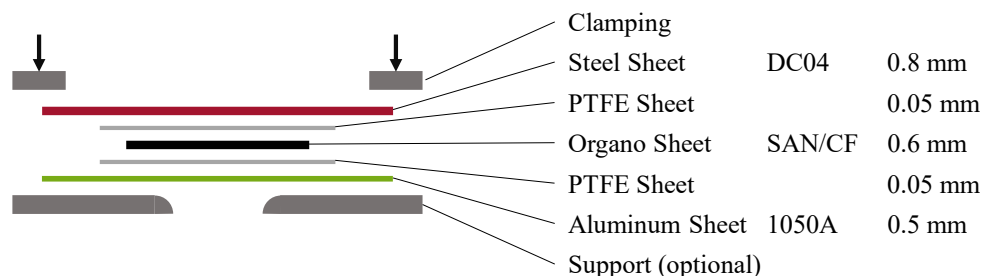 Clamping
Steel Sheet DC04 0.8 mm
PTFE Sheet 0.05 mm
Organo Sheet SAN/CF 0.6 mm
PTFE Sheet 0.05 mm
Aluminum Sheet 1050A 0.5 mm
Support (optional)